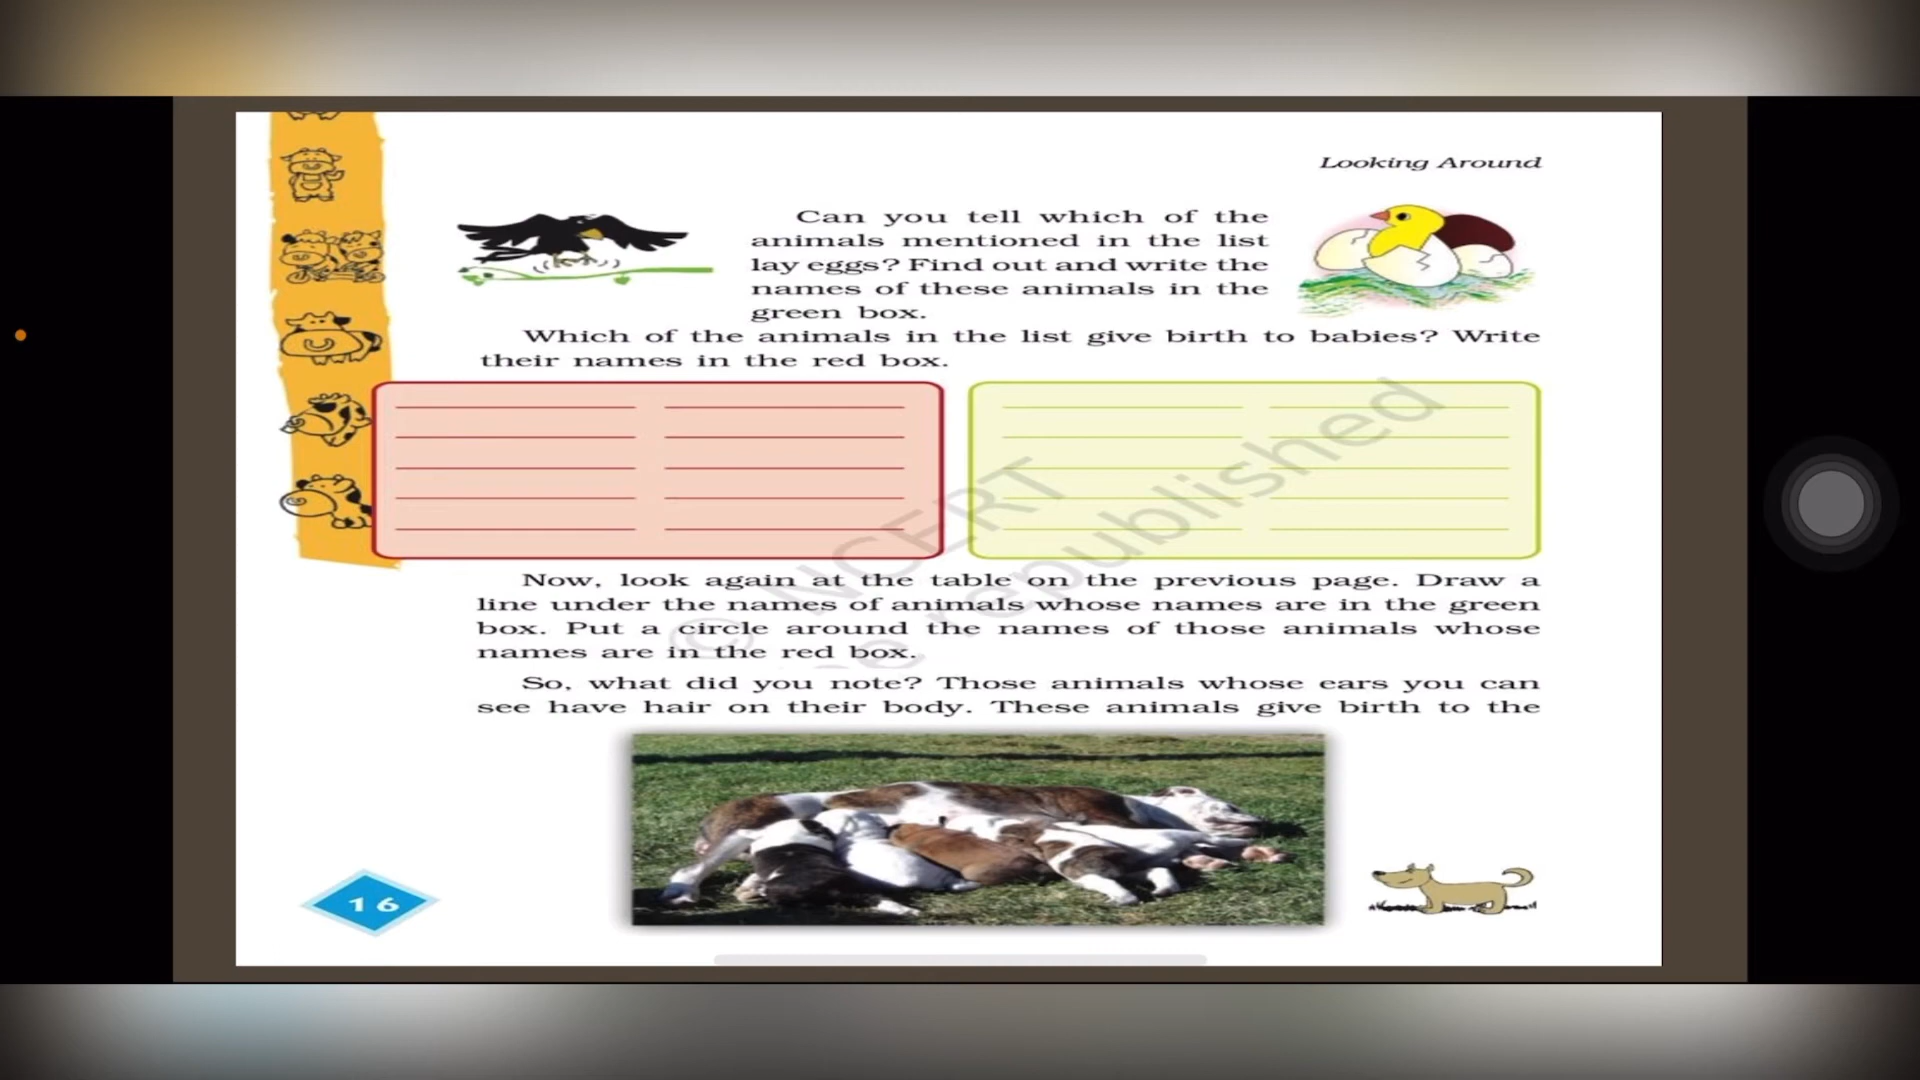 Looking Around
Can you tell which of the
animals mentioned in the list
lay eggs? Find out and write the
names of these animals in the
green box.
Which of the animals in the list give birth to babies? Write
their names in the red box.
Now, look again at the table on the previous page. Draw a
line under the names of animals whose names are in the green
box. Put a circle around the names of those animals whose
names are in the red box.
So, what did you note? Those animals whose ears you can
see have hair on their body. These animals give birth to the
© NCERT
be republished
16